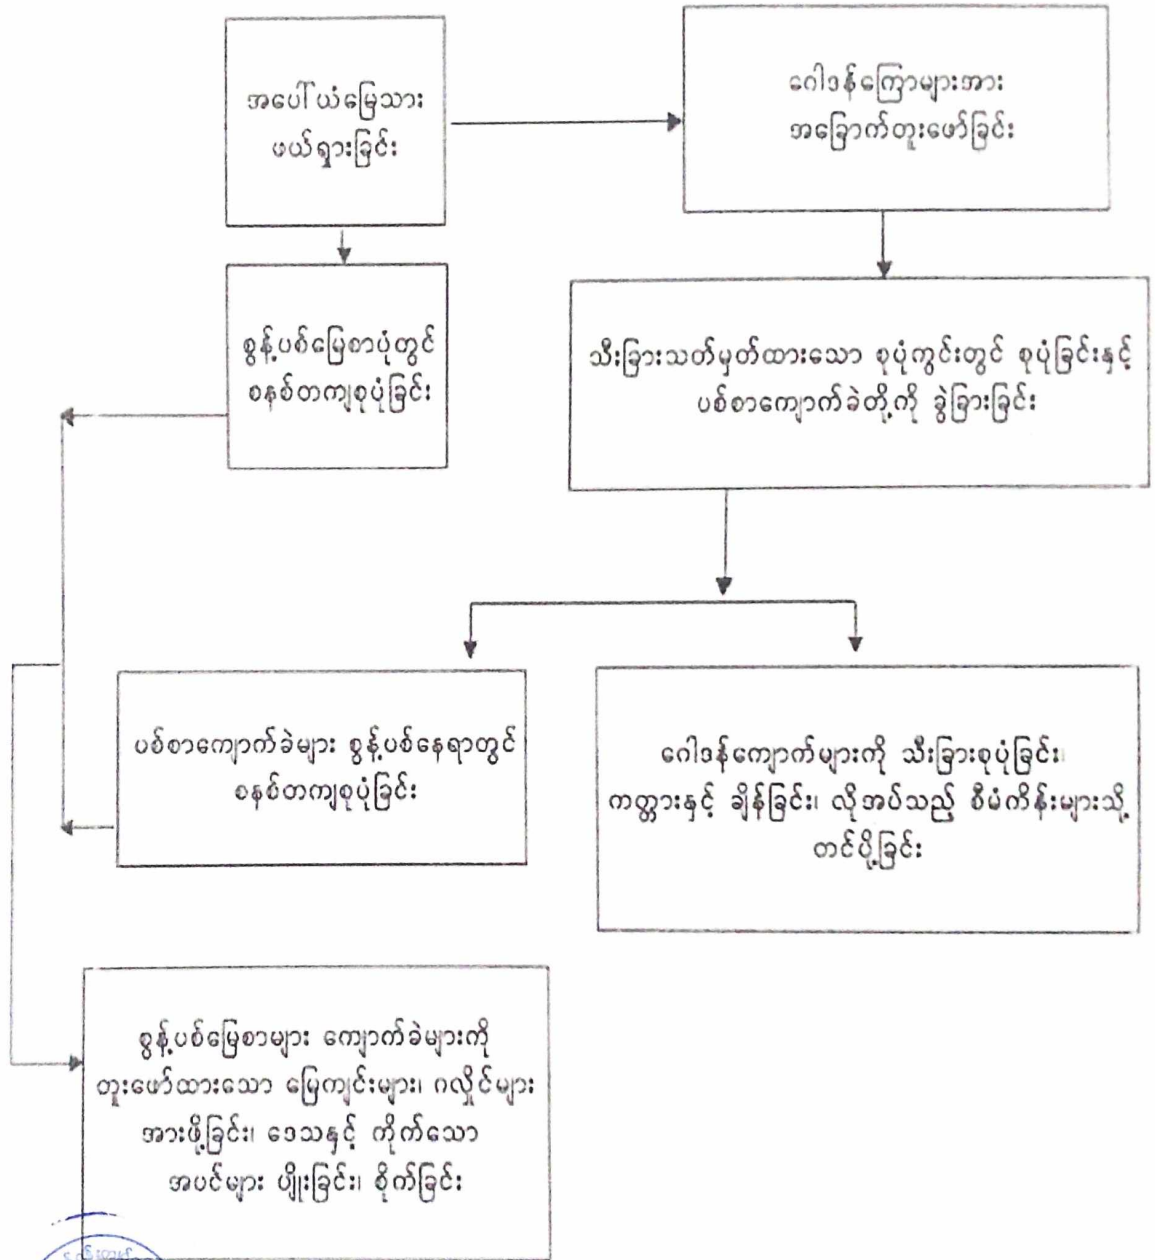 အပေါ်ယံမြေသား
ဖယ်ရှားခြင်း
ဂေါဒန်ကြောများအား
အခြောက်တူးဖော်ခြင်း
စွန့်ပစ်မြေစာပုံတွင်
စနစ်တကျစုပုံခြင်း
သီးခြားသတ်မှတ်ထားသော စုပုံကွင်းတွင် စုပုံခြင်းနှင့်
ပစ်စာကျောက်ခဲတို့ကို ခွဲခြားခြင်း
ပစ်စာကျောက်ခဲများ စွန့်ပစ်နေရာတွင်
စနစ်တကျစုပုံခြင်း
ဂေါဒန်ကျောက်များကို သီးခြားစုပုံခြင်း၊
ကတ္တားနှင့် ချိန်ခြင်း၊ လိုအပ်သည့် စီမံကိန်းများသို့
တင်ပို့ခြင်း
စွန့်ပစ်မြေစာများ ကျောက်ခဲများကို
တူးဖော်ထားသော မြေကျင်းများ၊ ဂလှိုင်များ
အားဖို့ခြင်း၊ ဒေသနှင့် ကိုက်သော
အပင်များ ပျိုးခြင်း၊ စိုက်ခြင်း